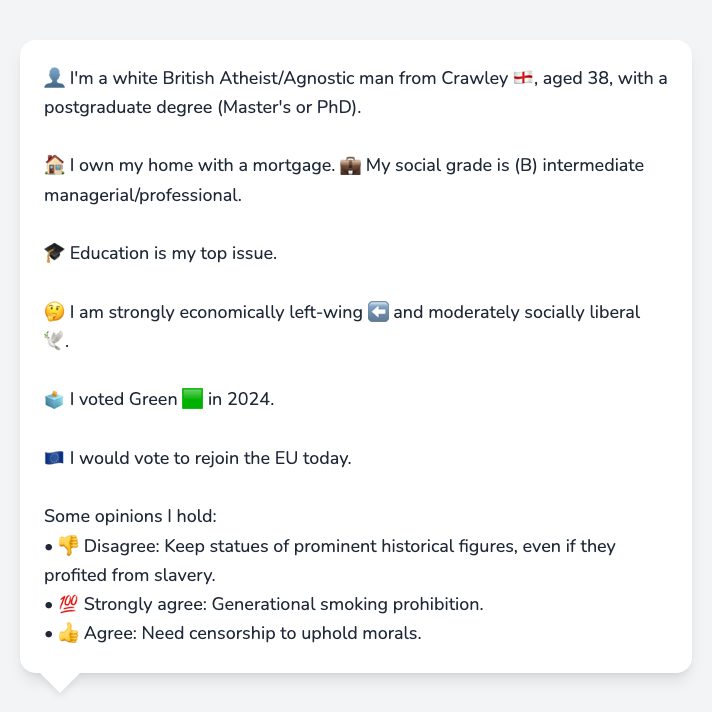 👤 I'm a white British Atheist/Agnostic man from Crawley 🏴󠁧󠁢󠁥󠁮󠁧󠁿, aged 38, with a
postgraduate degree (Master's or PhD).
🏠 I own my home with a mortgage. 💼 My social grade is (B) intermediate
managerial/professional.
🎓 Education is my top issue.
🤔 I am strongly economically left-wing ⬅️ and moderately socially liberal
🕊️.
🗳️ I voted Green 🟩 in 2024.
🇪🇺 I would vote to rejoin the EU today.
Some opinions I hold:
• 👎 Disagree: Keep statues of prominent historical figures, even if they
profited from slavery.
• 💯 Strongly agree: Generational smoking prohibition.
• 👍 Agree: Need censorship to uphold morals.